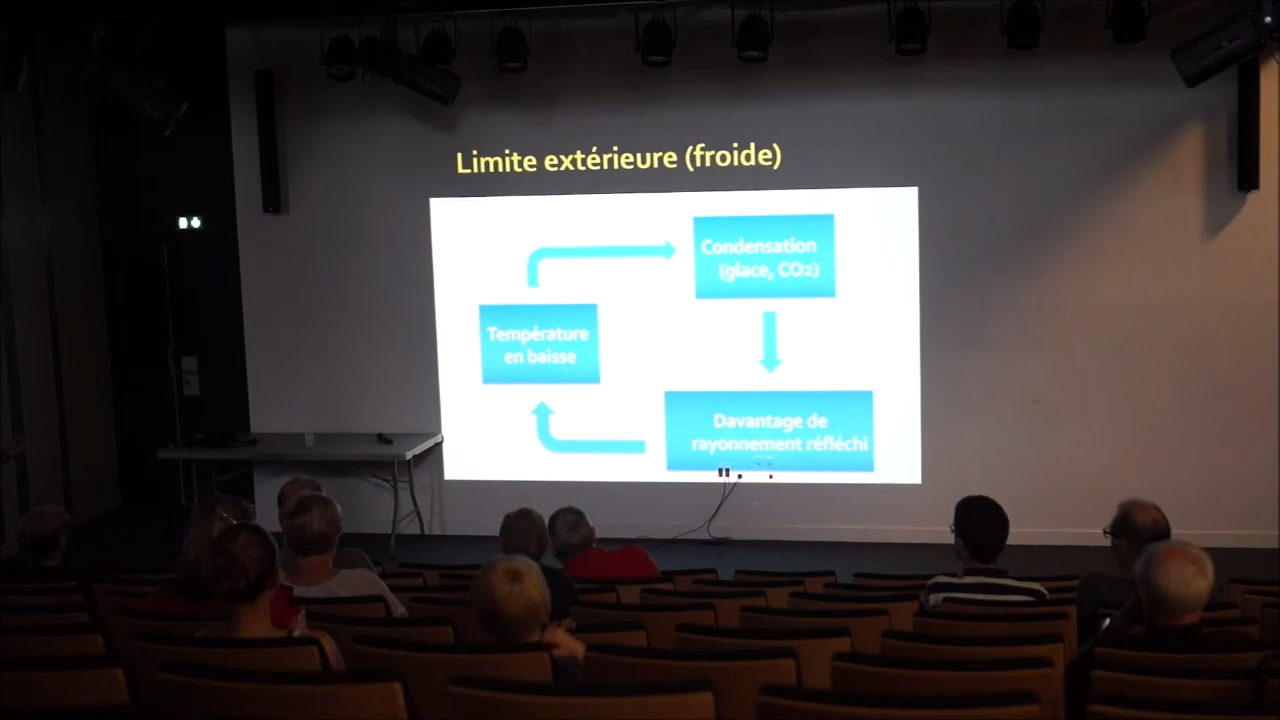 Limite extérieure (froide)
Condensation
(glace, CO2)
Température
en baisse
Davantage de
rayonnement réfléchi